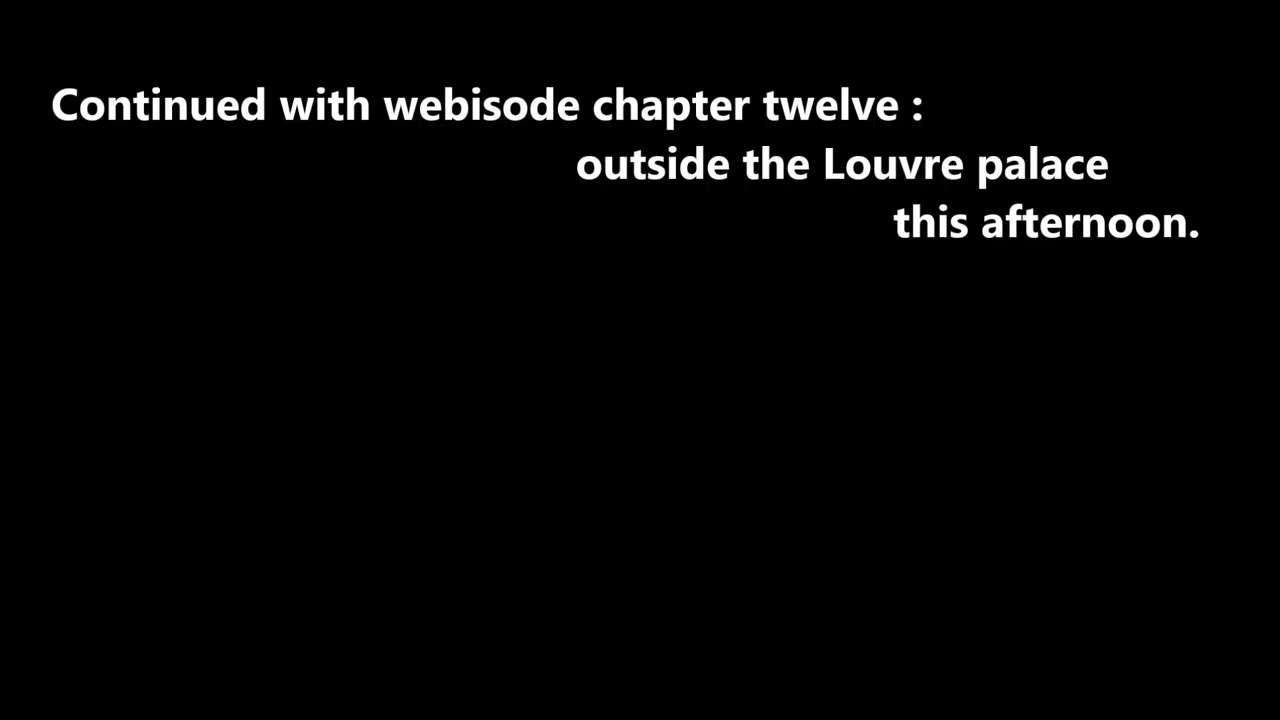 Continued with webisode chapter twelve :
outside the Louvre palace
this afternoon.